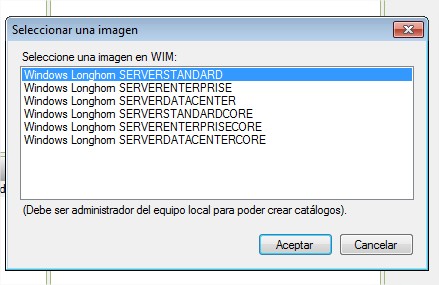 Seleccionar una imagen
Seleccione una imagen en WIM:
Windows Longhorn SERVERSTANDARD
Windows Longhorn SERVERENTERPRISE
Windows Longhorn SERVERDATACENTER
Windows Longhorn SERVERSTANDARDCORE
Windows Longhorn SERVERENTERPRISECORE
Windows Longhorn SERVERDATACENTERCORE
(Debe ser administrador del equipo local para poder crear catálogos).
Aceptar Cancelar